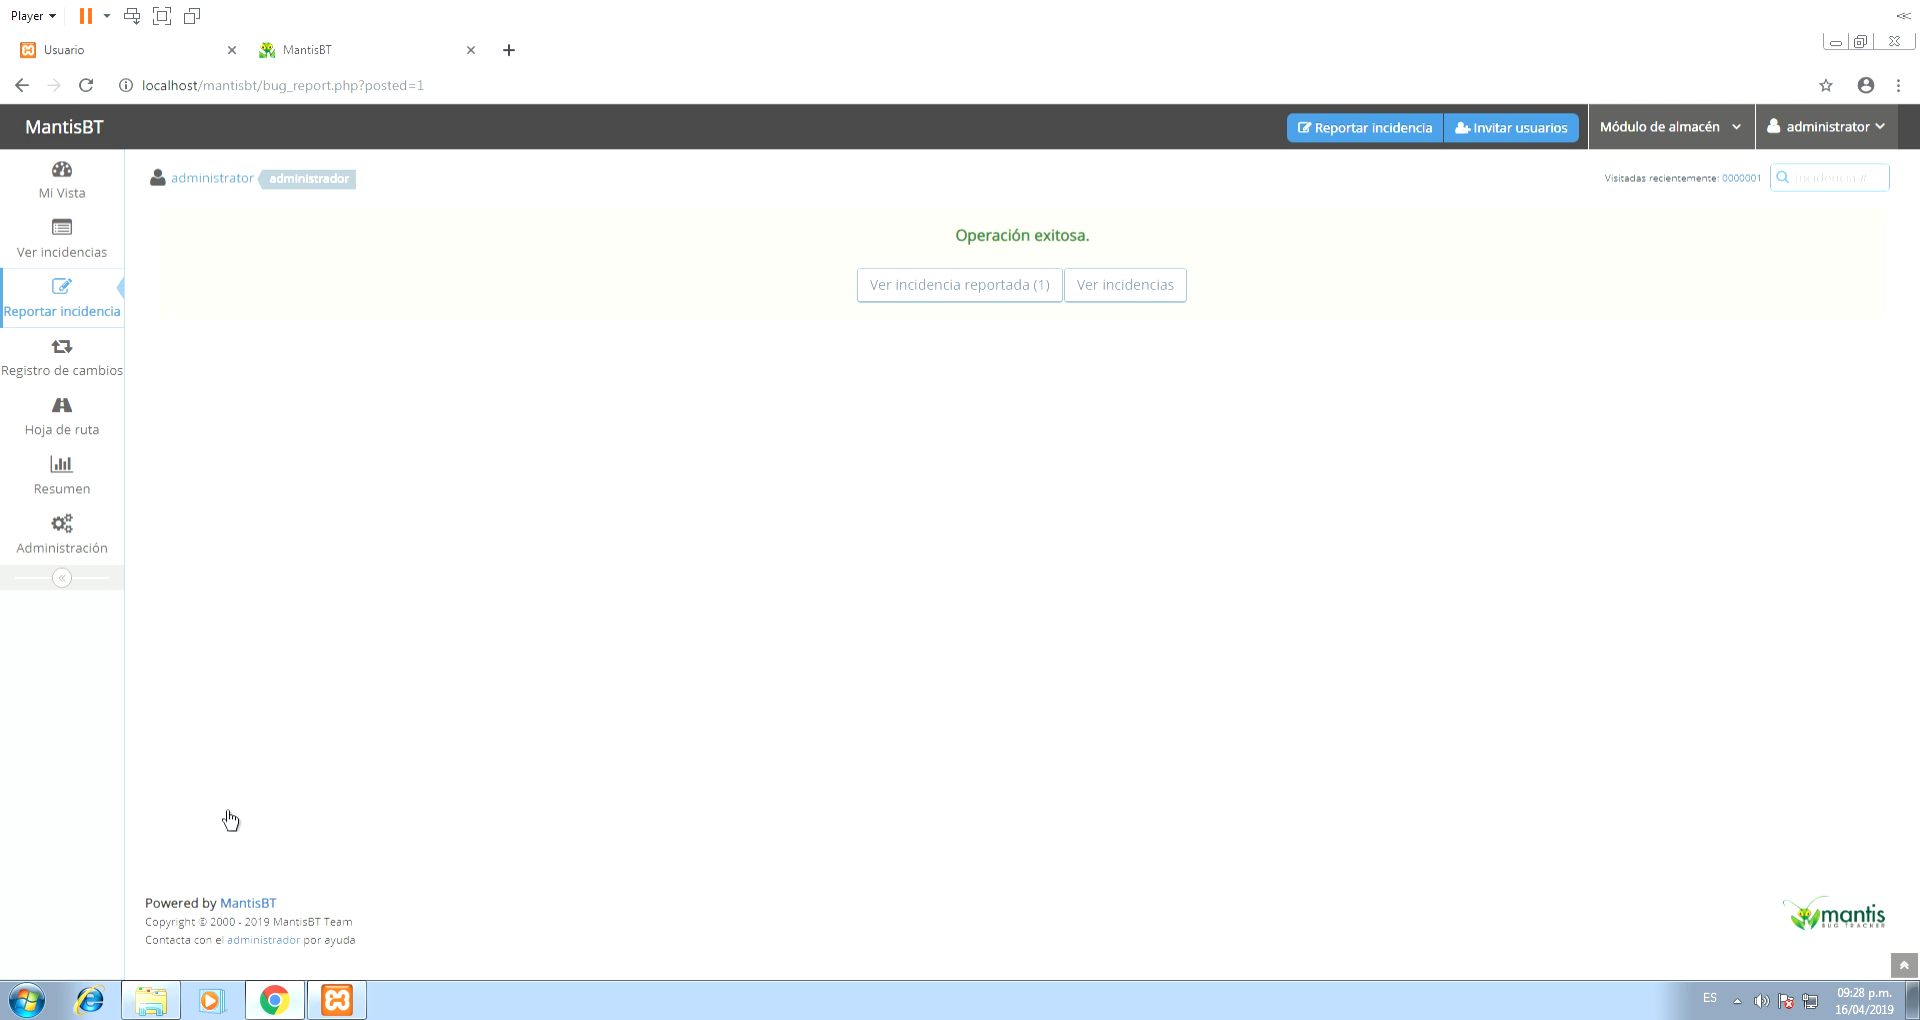 Player
Usuario
MantisBT
localhost/mantisbt/bug_report.php?posted=1
MantisBT
Reportar incidencia
Invitar usuarios
Módulo de almacén
administrator
Mi Vista
Ver incidencias
Reportar incidencia
Registro de cambios
Hoja de ruta
Resumen
Administración
administrator administrador
Visitadas recientemente: 0000001
Incidencia #
Operación exitosa.
Ver incidencia reportada (1)
Ver incidencias
Powered by MantisBT
Copyright © 2000 - 2019 MantisBT Team
Contacta con el administrador por ayuda
mantis
BUG TRACKER
ES
09:28 p.m.
16/04/2019